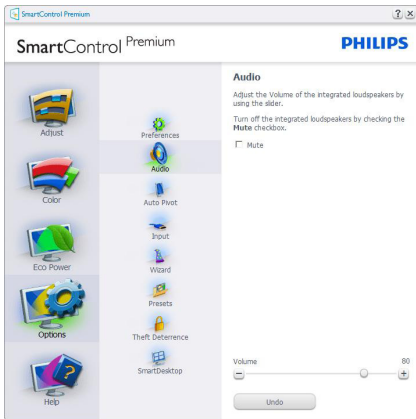 SmartControl Premium
? x
SmartControl Premium
PHILIPS
Adjust
Color
Eco Power
Options
Help
Preferences
Audio
Auto Pivot
Input
Wizard
Presets
Theft Deterrence
SmartDesktop
Audio
Adjust the Volume of the integrated loudspeakers by
using the slider.
Turn off the integrated loudspeakers by checking the
Mute checkbox.
Mute
Volume 80
Undo